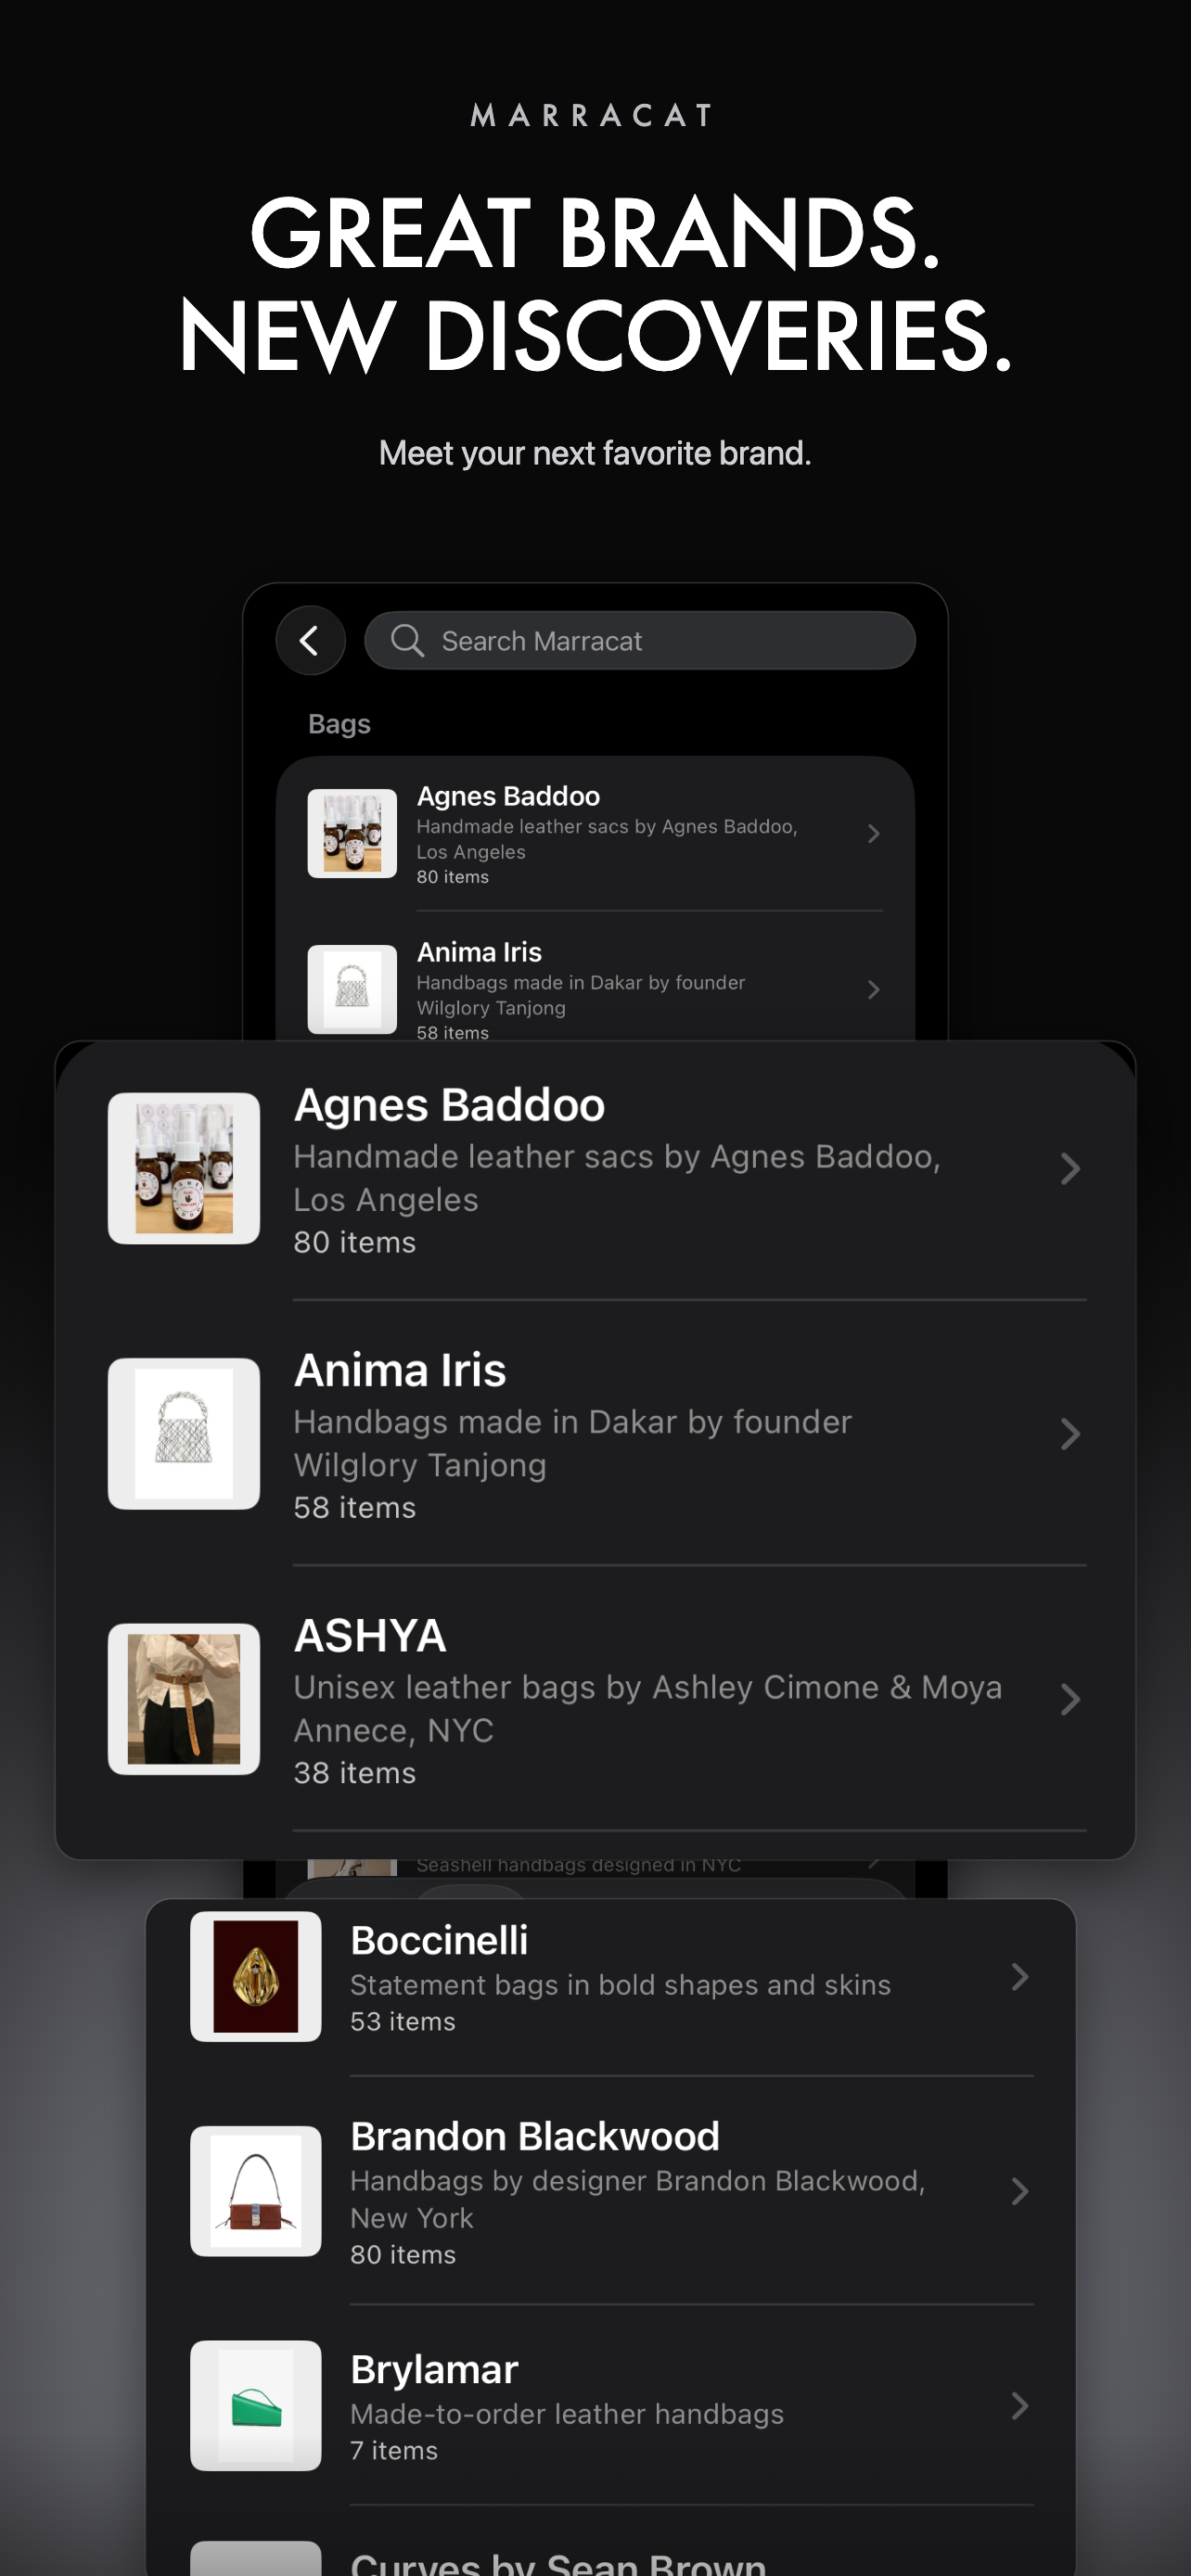 MARRACAT
GREAT BRANDS.
NEW DISCOVERIES.
Meet your next favorite brand.
Search Marracat
Bags
Agnes Baddoo
Handmade leather sacs by Agnes Baddoo,
Los Angeles
80 items
Anima Iris
Handbags made in Dakar by founder
Wilglory Tanjong
58 items
Agnes Baddoo
Handmade leather sacs by Agnes Baddoo,
Los Angeles
80 items
Anima Iris
Handbags made in Dakar by founder
Wilglory Tanjong
58 items
ASHYA
Unisex leather bags by Ashley Cimone & Moya
Annece, NYC
38 items
Seashell handbags designed in NYC
Boccinelli
Statement bags in bold shapes and skins
53 items
Brandon Blackwood
Handbags by designer Brandon Blackwood,
New York
80 items
Brylamar
Made-to-order leather handbags
7 items
Curves by Sean Brown